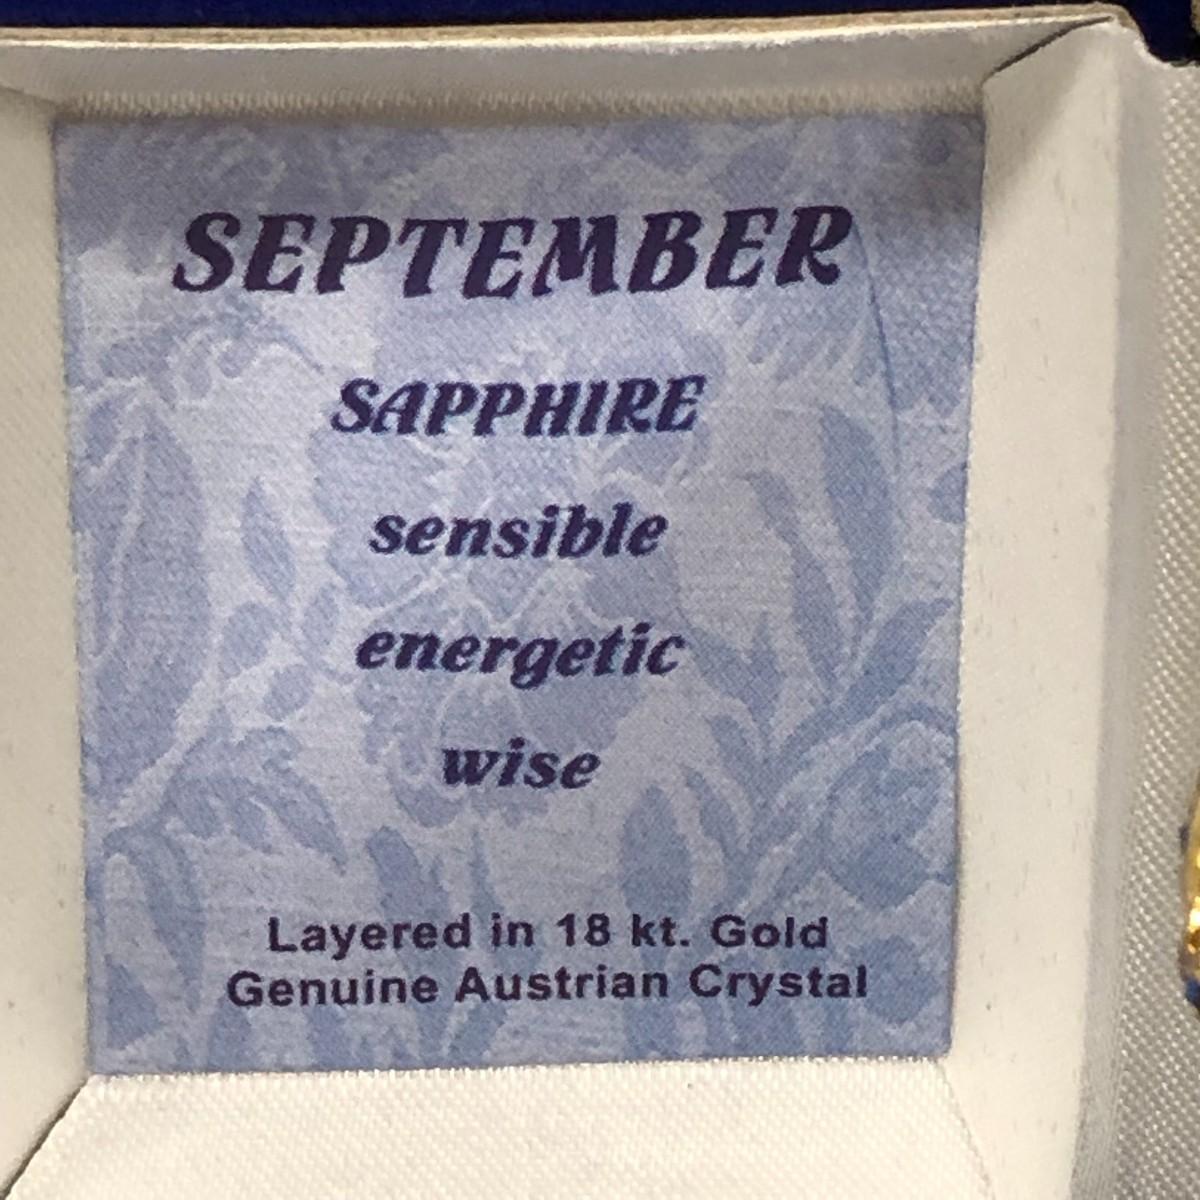 SEPTEMBER
SAPPHIRE
sensible
energetic
wise
Layered in 18 kt. Gold
Genuine Austrian Crystal